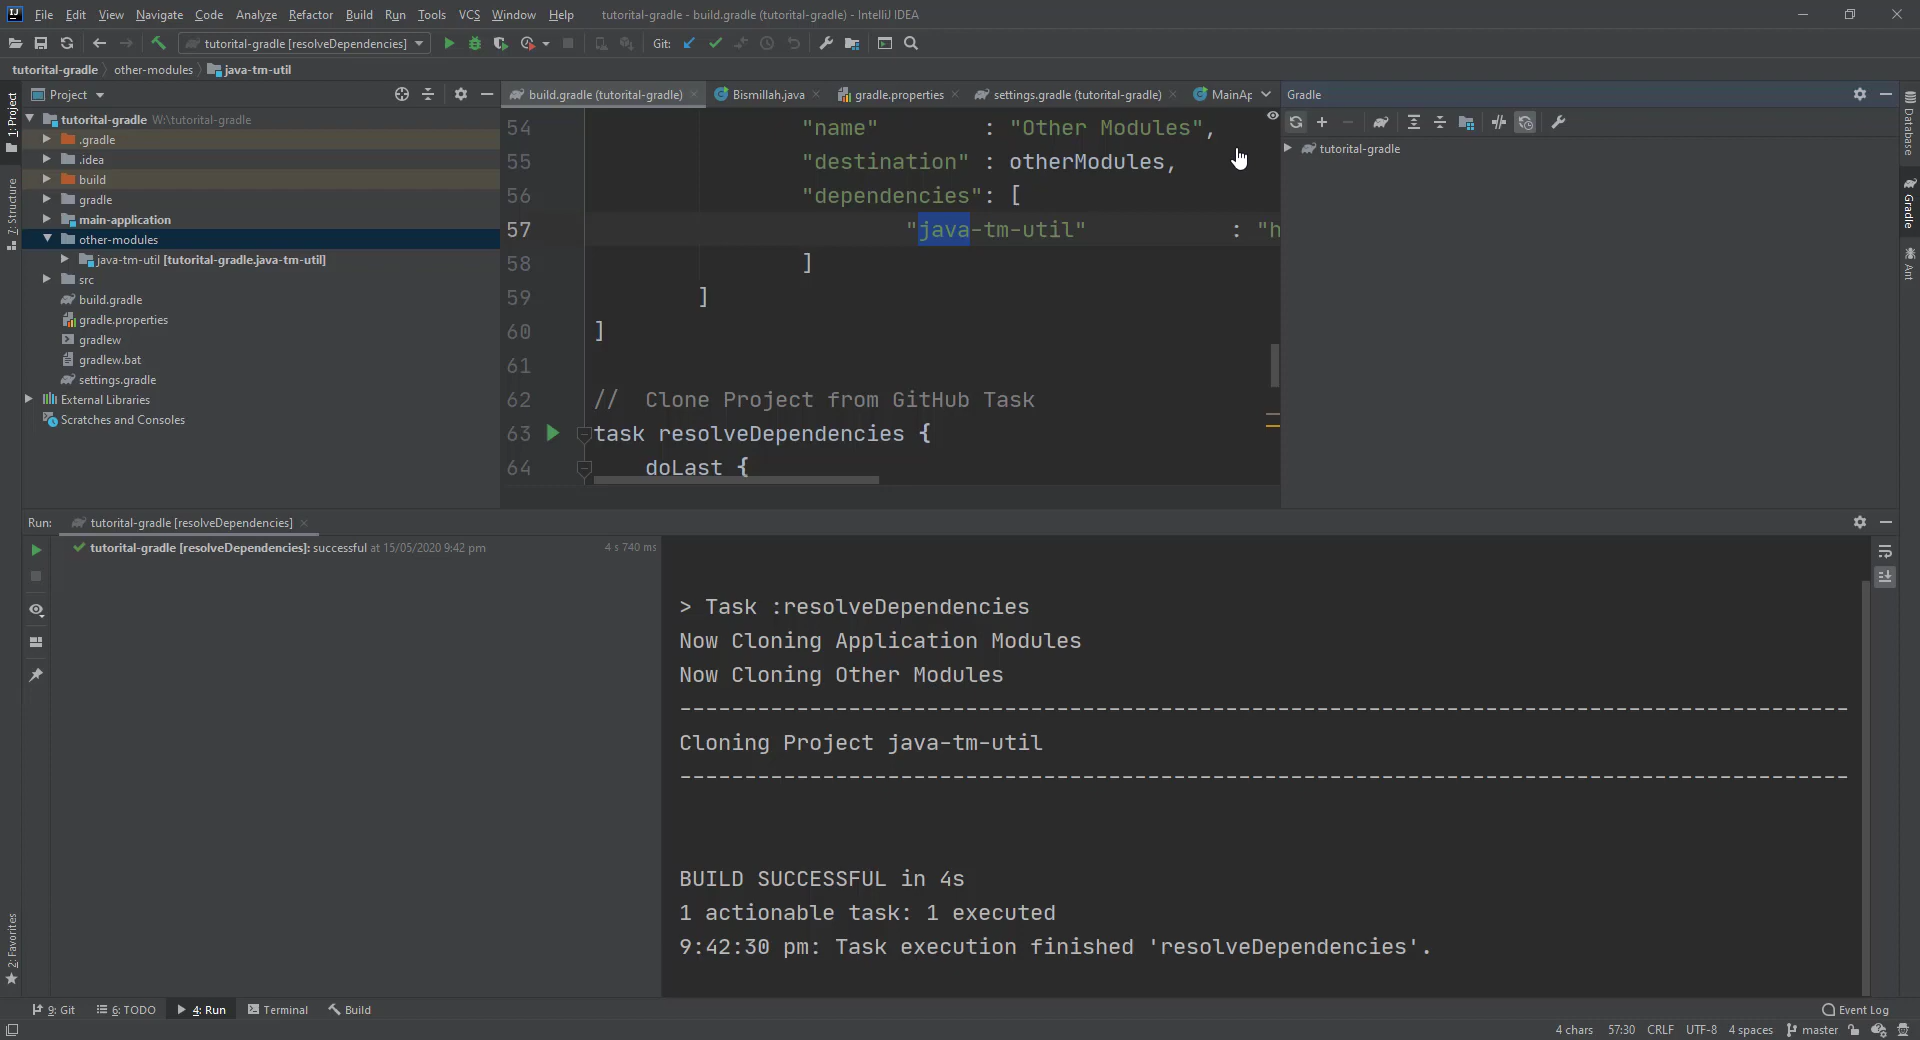 File Edit View Navigate Code Analyze Refactor Build Run Tools VCS Window Help tutorital-gradle - build.gradle (tutorital-gradle) - IntelliJ IDEA
tutorital-gradle [resolveDependencies] Git:
tutorital-gradle other-modules java-tm-util
1: Project
7: Structure
2: Favorites
Project
tutorital-gradle W:\tutorital-gradle
.gradle
.idea
build
gradle
main-application
other-modules
java-tm-util [tutorital-gradle.java-tm-util]
src
build.gradle
gradle.properties
gradlew
gradlew.bat
settings.gradle
External Libraries
Scratches and Consoles
build.gradle (tutorital-gradle) Bismillah.java gradle.properties settings.gradle (tutorital-gradle) MainAp
54 "name" : "Other Modules",
55 "destination" : otherModules,
56 "dependencies": [
57 "java-tm-util" : "h
58 ]
59 ]
60 ]
61
62 // Clone Project from GitHub Task
63 task resolveDependencies {
64 doLast {
Gradle
tutorital-gradle
Database
Gradle
Ant
Run: tutorital-gradle [resolveDependencies]
tutorital-gradle [resolveDependencies]: successful at 15/05/2020 9:42 pm 4 s 740 ms
> Task :resolveDependencies
Now Cloning Application Modules
Now Cloning Other Modules
------------------------------------------------------------------------------------------
Cloning Project java-tm-util
------------------------------------------------------------------------------------------
BUILD SUCCESSFUL in 4s
1 actionable task: 1 executed
9:42:30 pm: Task execution finished 'resolveDependencies'.
9: Git 6: TODO 4: Run Terminal Build Event Log
4 chars 57:30 CRLF UTF-8 4 spaces master